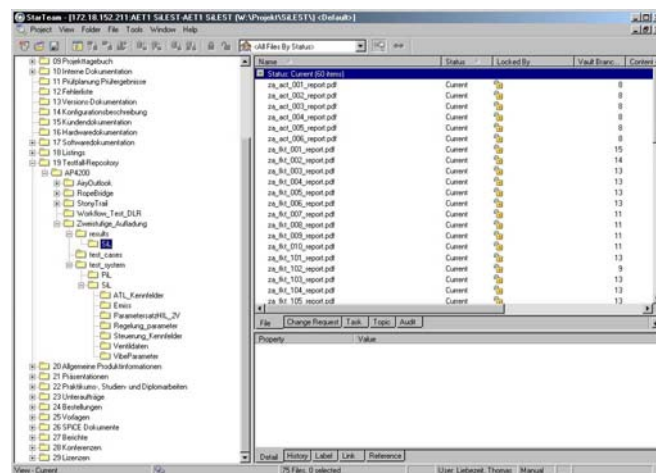 StarTeam - [172.18.152.211:AET1 SiLEST-AET1 SiLEST (W:\Projekt\SiLEST\) <Default>]
Project View Folder File Tools Window Help
<All Files By Status>
09 Projekttagebuch
10 Interne Dokumentation
11 Prüfplanung Prüfergebnisse
12 Fehlerliste
13 Versions-Dokumentation
14 Konfigurationsbeschreibung
15 Kundendokumentation
16 Hardwaredokumentation
17 Softwaredokumentation
18 Listings
19 Testfall-Repository
AP4200
AiryOutlook
RopeBridge
StonyTrail
Workflow_Test_DLR
Zweistufige_Aufladung
results
SiL
test_cases
test_system
PiL
SiL
ATL_Kennfelder
Emiss
ParametersatzHIL_2V
Regelung_parameter
Steuerung_Kennfelder
Ventildaten
VibeParameter
20 Allgemeine Produktinformationen
21 Präsentationen
22 Praktikums-, Studien- und Diplomarbeiten
23 Unteraufträge
24 Bestellungen
25 Vorlagen
26 SPICE Dokumente
27 Berichte
28 Konferenzen
29 Lizenzen
Name Status Locked By Vault Branc... Content
Status: Current (60 items)
za_act_001_report.pdf Current 8
za_act_002_report.pdf Current 8
za_act_003_report.pdf Current 8
za_act_004_report.pdf Current 8
za_act_005_report.pdf Current 8
za_act_006_report.pdf Current 8
za_fkt_001_report.pdf Current 15
za_fkt_002_report.pdf Current 14
za_fkt_003_report.pdf Current 13
za_fkt_004_report.pdf Current 13
za_fkt_005_report.pdf Current 13
za_fkt_006_report.pdf Current 13
za_fkt_007_report.pdf Current 11
za_fkt_008_report.pdf Current 11
za_fkt_009_report.pdf Current 11
za_fkt_010_report.pdf Current 11
za_fkt_101_report.pdf Current 13
za_fkt_102_report.pdf Current 9
za_fkt_103_report.pdf Current 13
za_fkt_104_report.pdf Current 13
za_fkt_105_report.pdf Current 13
File Change Request Task Topic Audit
Property Value
Detail History Label Link Reference
View - Current 75 Files, 0 selected User: Liebezeit, Thomas Manual